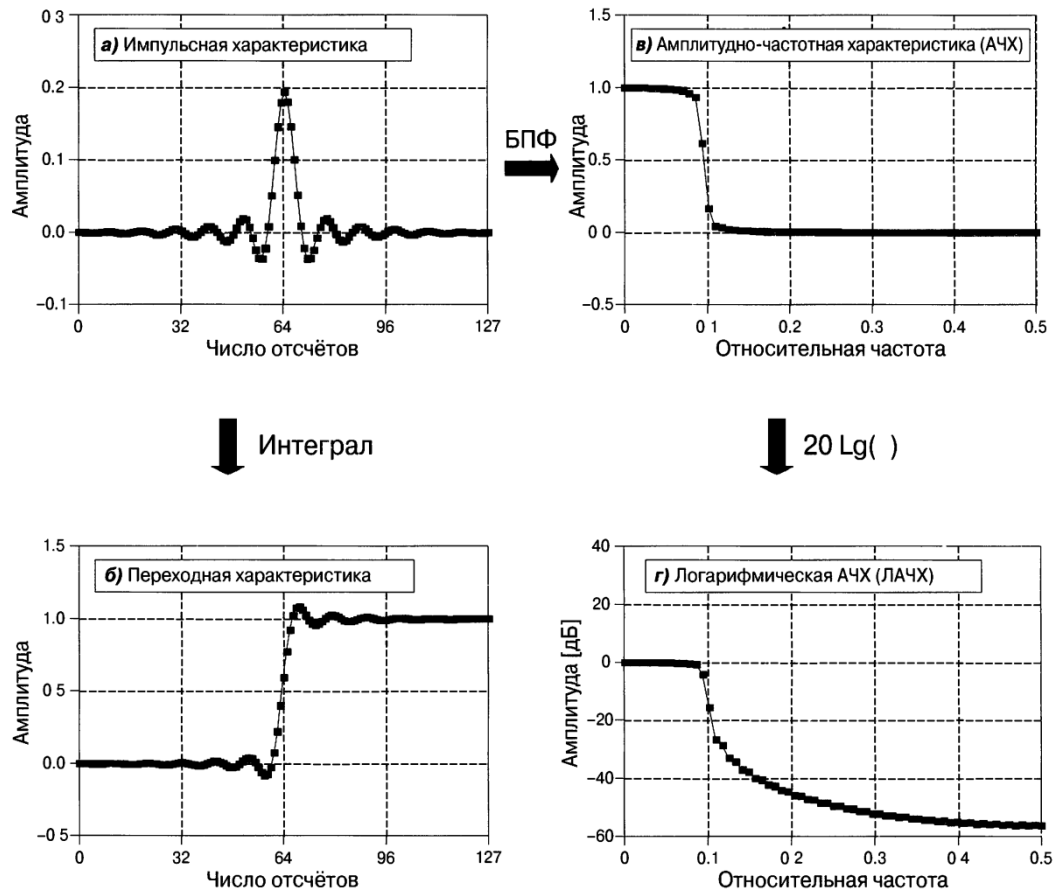 а) Импульсная характеристика
Амплитуда
0 3
0.2
0.1
0.0
−0.1
0
32
64
96
127
Число отсчётов
БПФ
в) Амплитудно-частотная характеристика (АЧХ)
Амплитуда
1.5
1.0
0.5
0.0
−0.5
0
0 1
0.2
0.3
0.4
0.5
Относительная частота
Интеграл
20 Lg( )
б) Переходная характеристика
Амплитуда
1.5
1.0
0.5
0.0
−0 5
0
32
64
96
127
Число отсчётов
г) Логарифмическая АЧХ (ЛАЧХ)
Амплитуда [дБ]
40
20
0
−20
−40
−60
0
0.1
0 2
0.3
0.4
0.5
Относительная частота